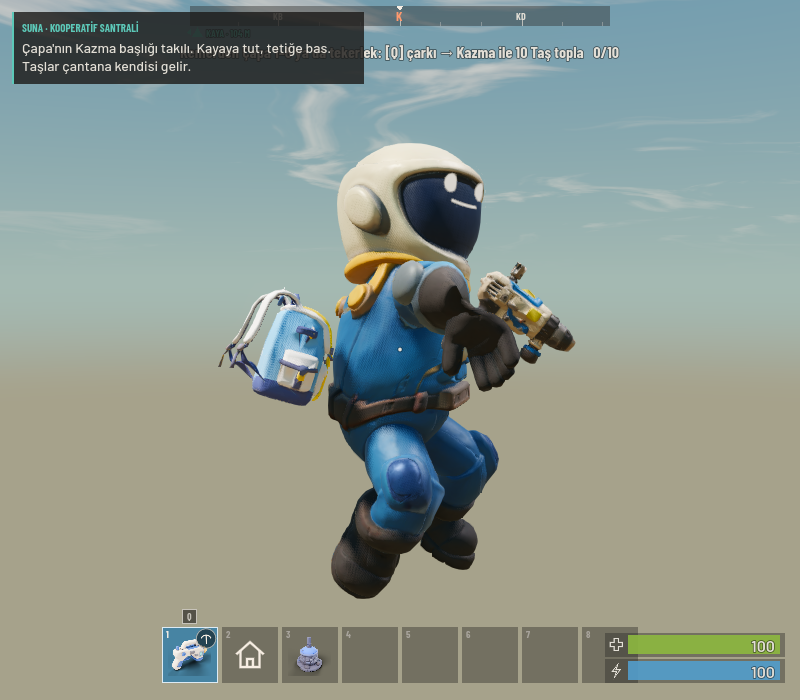 KB
K
KD
SUNA · KOOPERATİF SANTRALİ
Çapa'nın Kazma başlığı takılı. Kayaya tut, tetiğe bas.
Taşlar çantana kendisi gelir.
[Q] çarkı → Kazma ile 10 Taş topla 0/10
Q
1
2
3
4
5
6
7
8
100
100